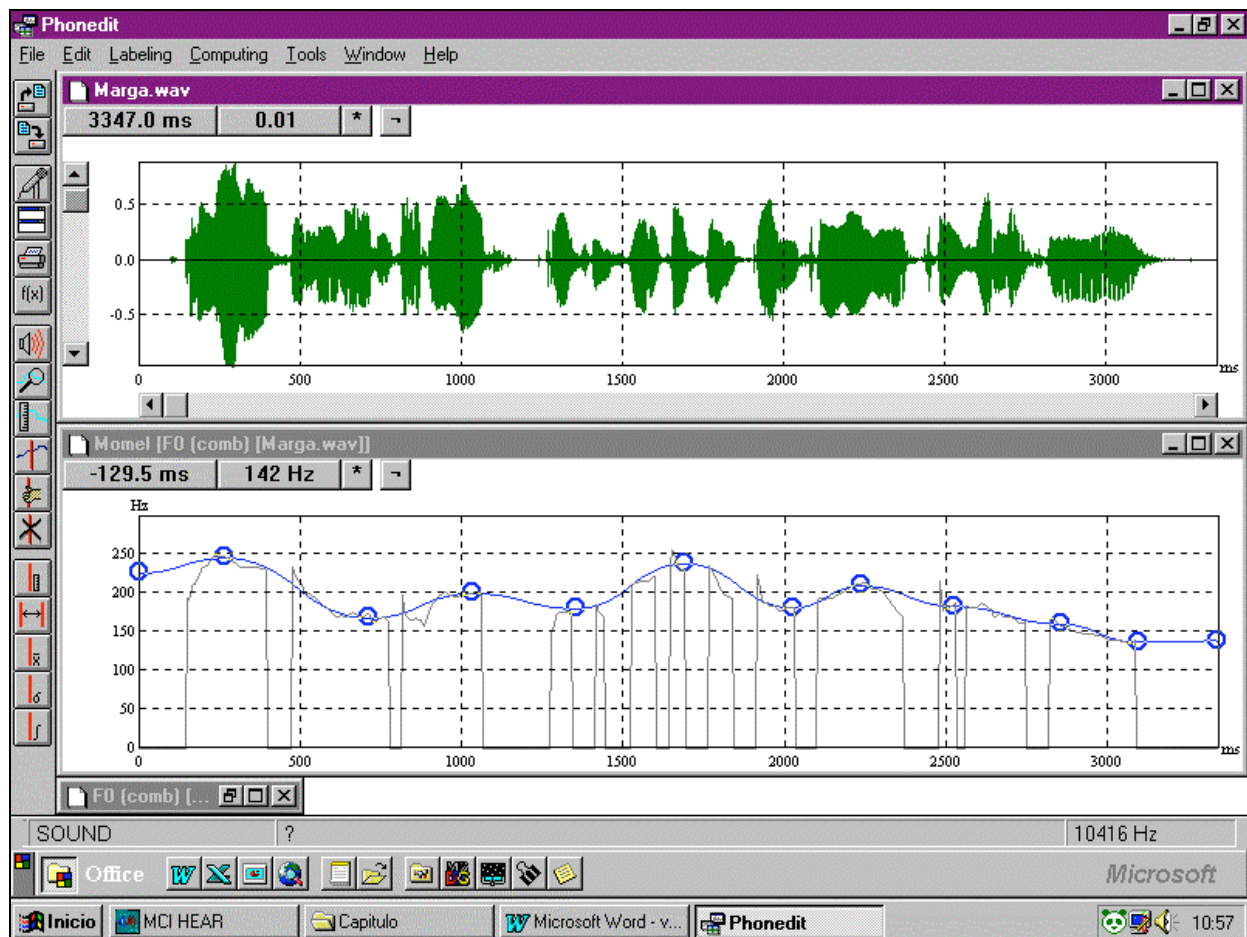 Phonedit
File Edit Labeling Computing Tools Window Help
Marga.wav
3347.0 ms 0.01 * ¬
0.5
0.0
-0.5
0 500 1000 1500 2000 2500 3000 ms
f(x)
Momel [F0 (comb) [Marga.wav]]
-129.5 ms 142 Hz * ¬
Hz
250
200
150
100
50
0
0 500 1000 1500 2000 2500 3000 ms
F0 (comb) [...
SOUND ? 10416 Hz
Office Microsoft
Inicio MCI HEAR Capitulo Microsoft Word - v... Phonedit 10:57